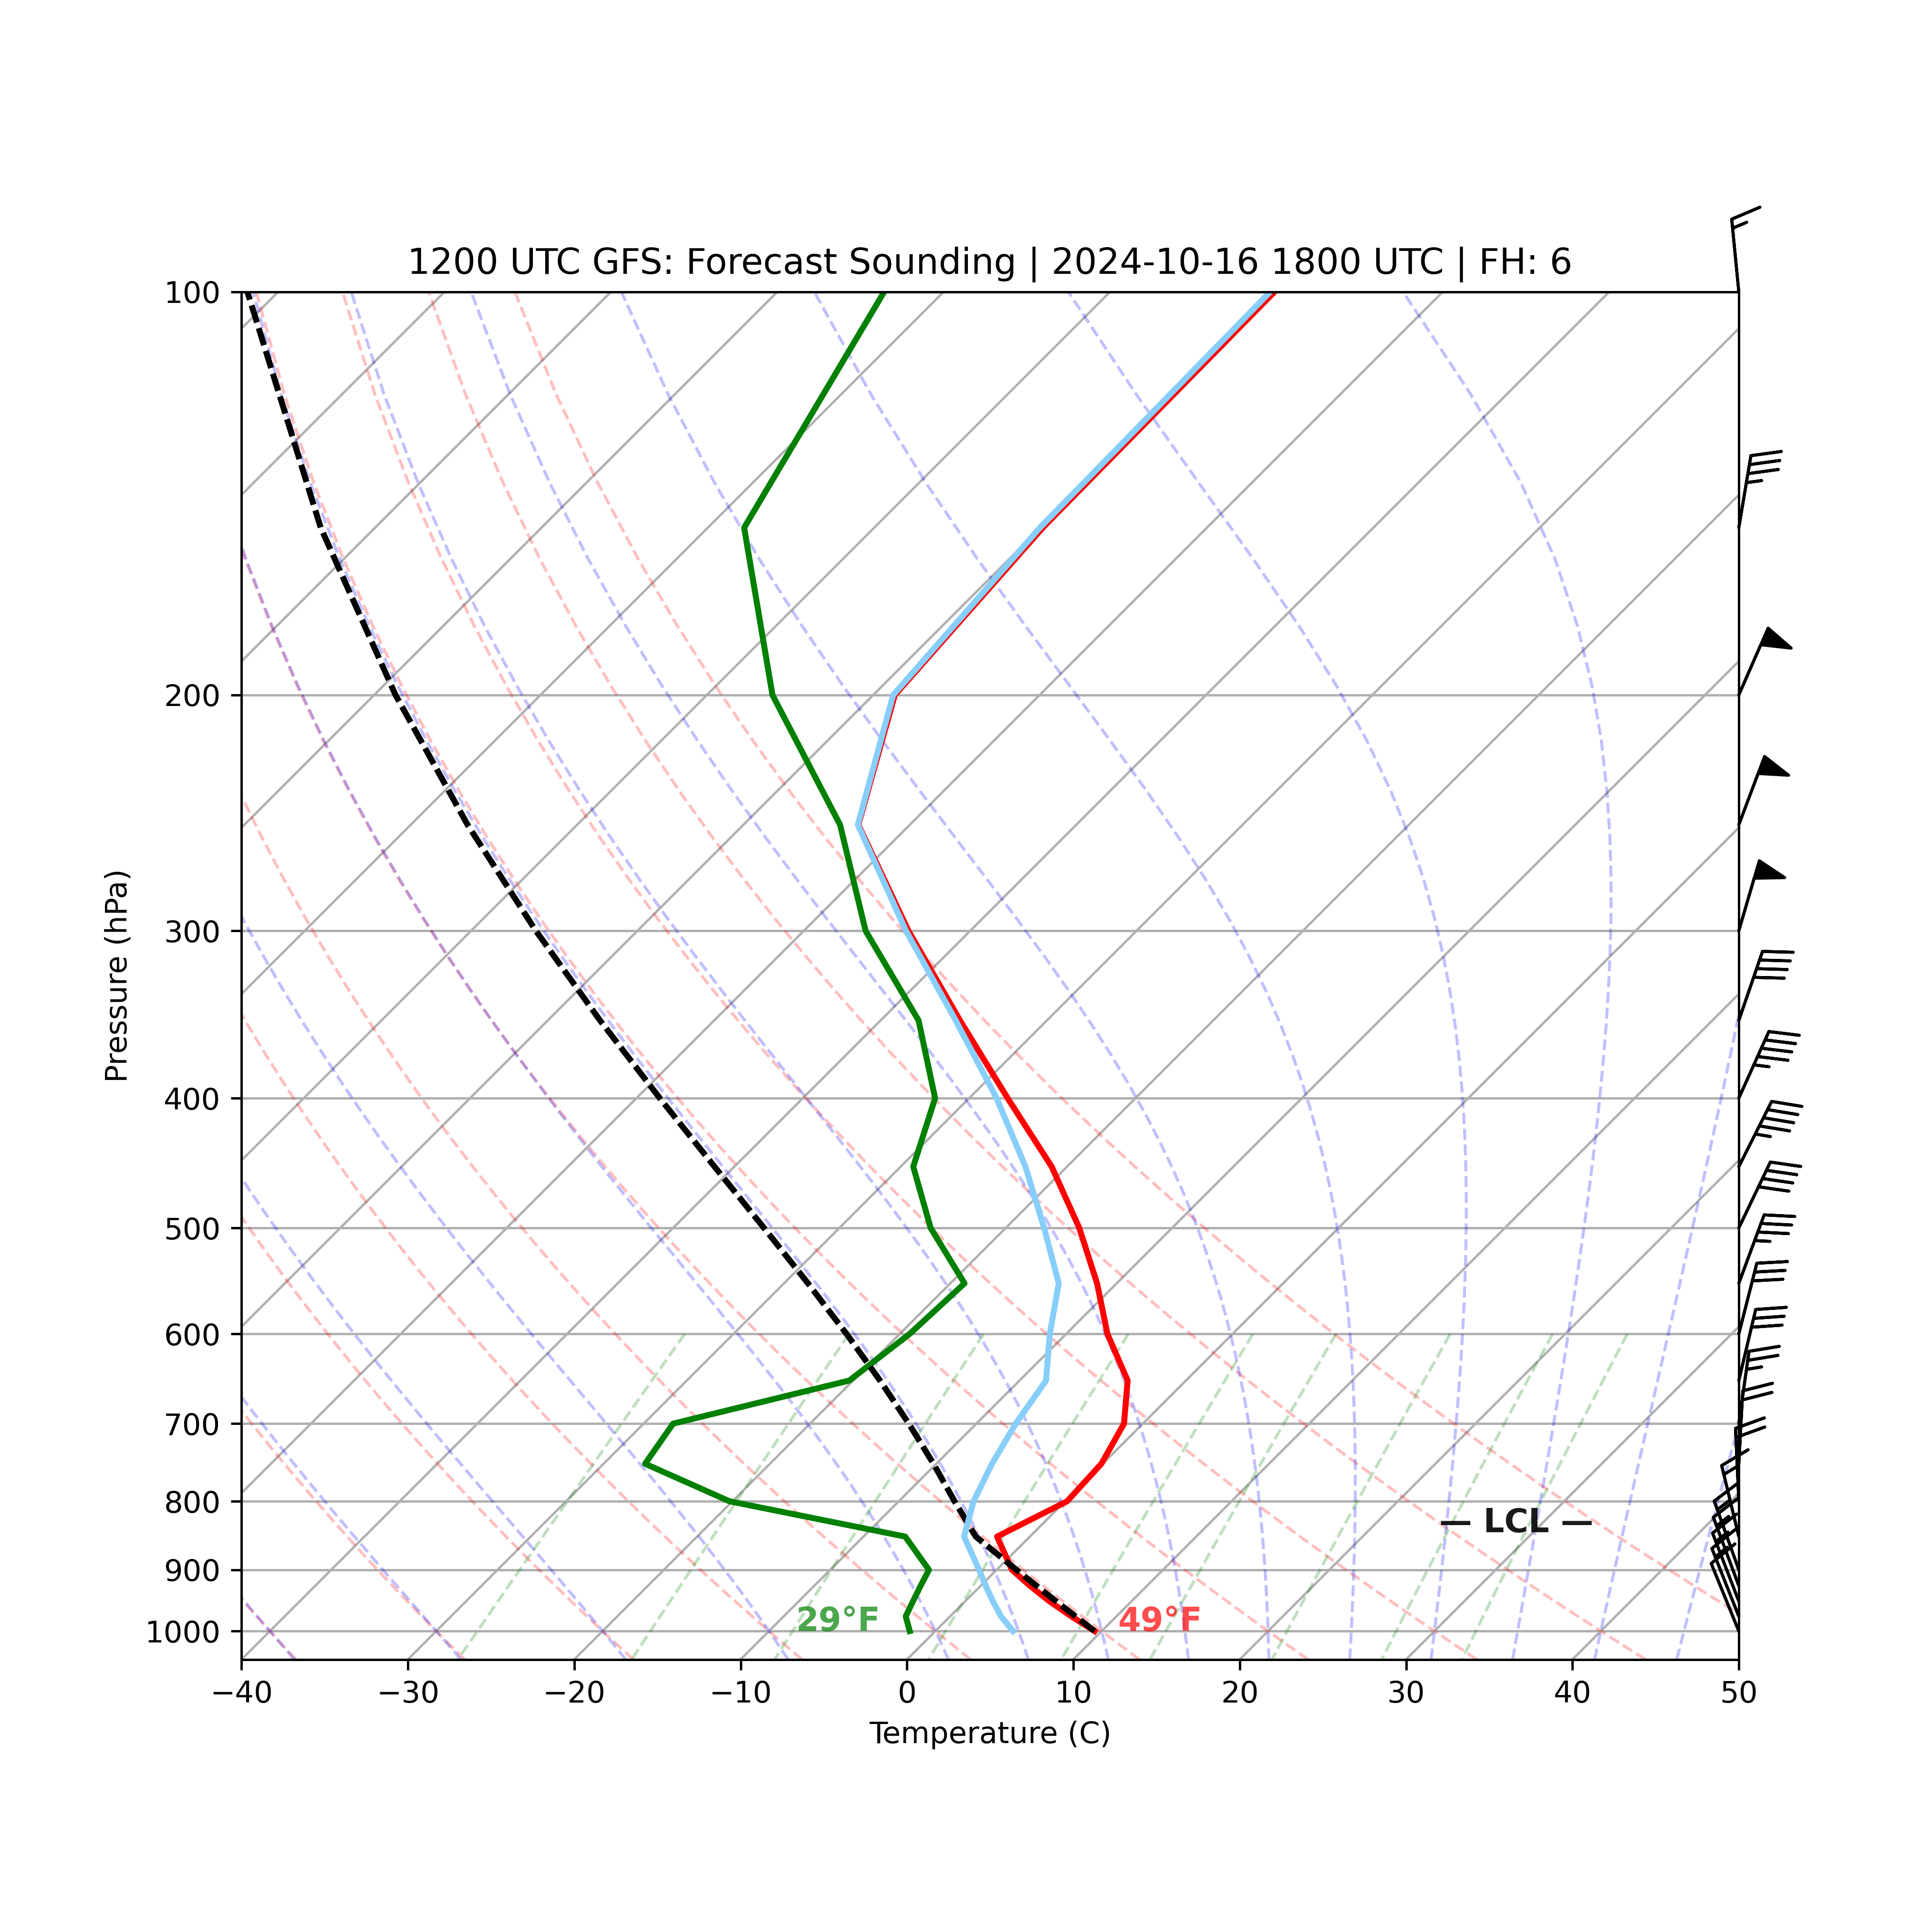 1200 UTC GFS: Forecast Sounding | 2024-10-16 1800 UTC | FH: 6
100
200
300
400
500
600
700
800
900
1000
Pressure (hPa)
— LCL —
29°F
49°F
−40 −30 −20 −10 0 10 20 30 40 50
Temperature (C)